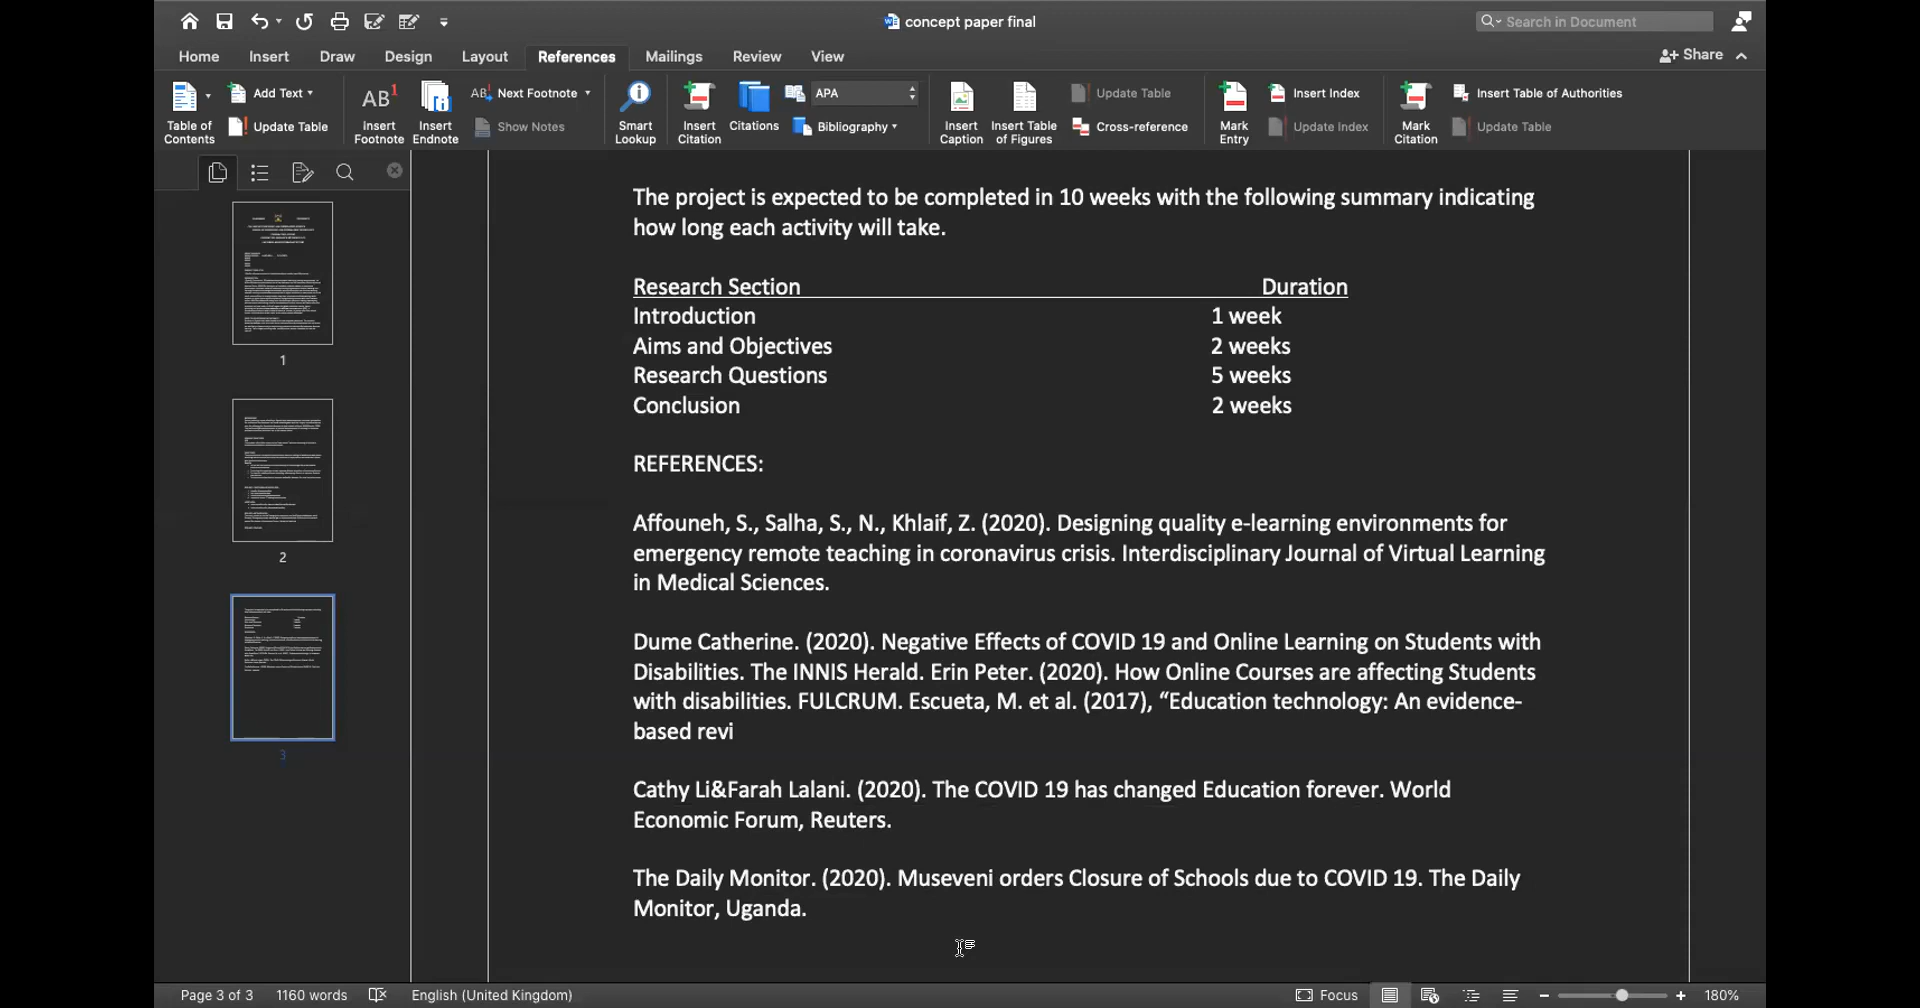 concept paper final
Search in Document
Home Insert Draw Design Layout References Mailings Review View
Share
Table of Contents
Add Text
Update Table
AB1
Insert Footnote
Insert Endnote
AB1 Next Footnote
Show Notes
Smart Lookup
Insert Citation
Citations
APA
Bibliography
Insert Caption
Insert Table of Figures
Update Table
Cross-reference
Mark Entry
Insert Index
Update Index
Mark Citation
Insert Table of Authorities
Update Table
1
2
3
The project is expected to be completed in 10 weeks with the following summary indicating
how long each activity will take.
Research Section Duration
Introduction 1 week
Aims and Objectives 2 weeks
Research Questions 5 weeks
Conclusion 2 weeks
REFERENCES:
Affouneh, S., Salha, S., N., Khlaif, Z. (2020). Designing quality e-learning environments for
emergency remote teaching in coronavirus crisis. Interdisciplinary Journal of Virtual Learning
in Medical Sciences.
Dume Catherine. (2020). Negative Effects of COVID 19 and Online Learning on Students with
Disabilities. The INNIS Herald. Erin Peter. (2020). How Online Courses are affecting Students
with disabilities. FULCRUM. Escueta, M. et al. (2017), “Education technology: An evidence-
based revi
Cathy Li&Farah Lalani. (2020). The COVID 19 has changed Education forever. World
Economic Forum, Reuters.
The Daily Monitor. (2020). Museveni orders Closure of Schools due to COVID 19. The Daily
Monitor, Uganda.
Page 3 of 3 1160 words English (United Kingdom) Focus 180%